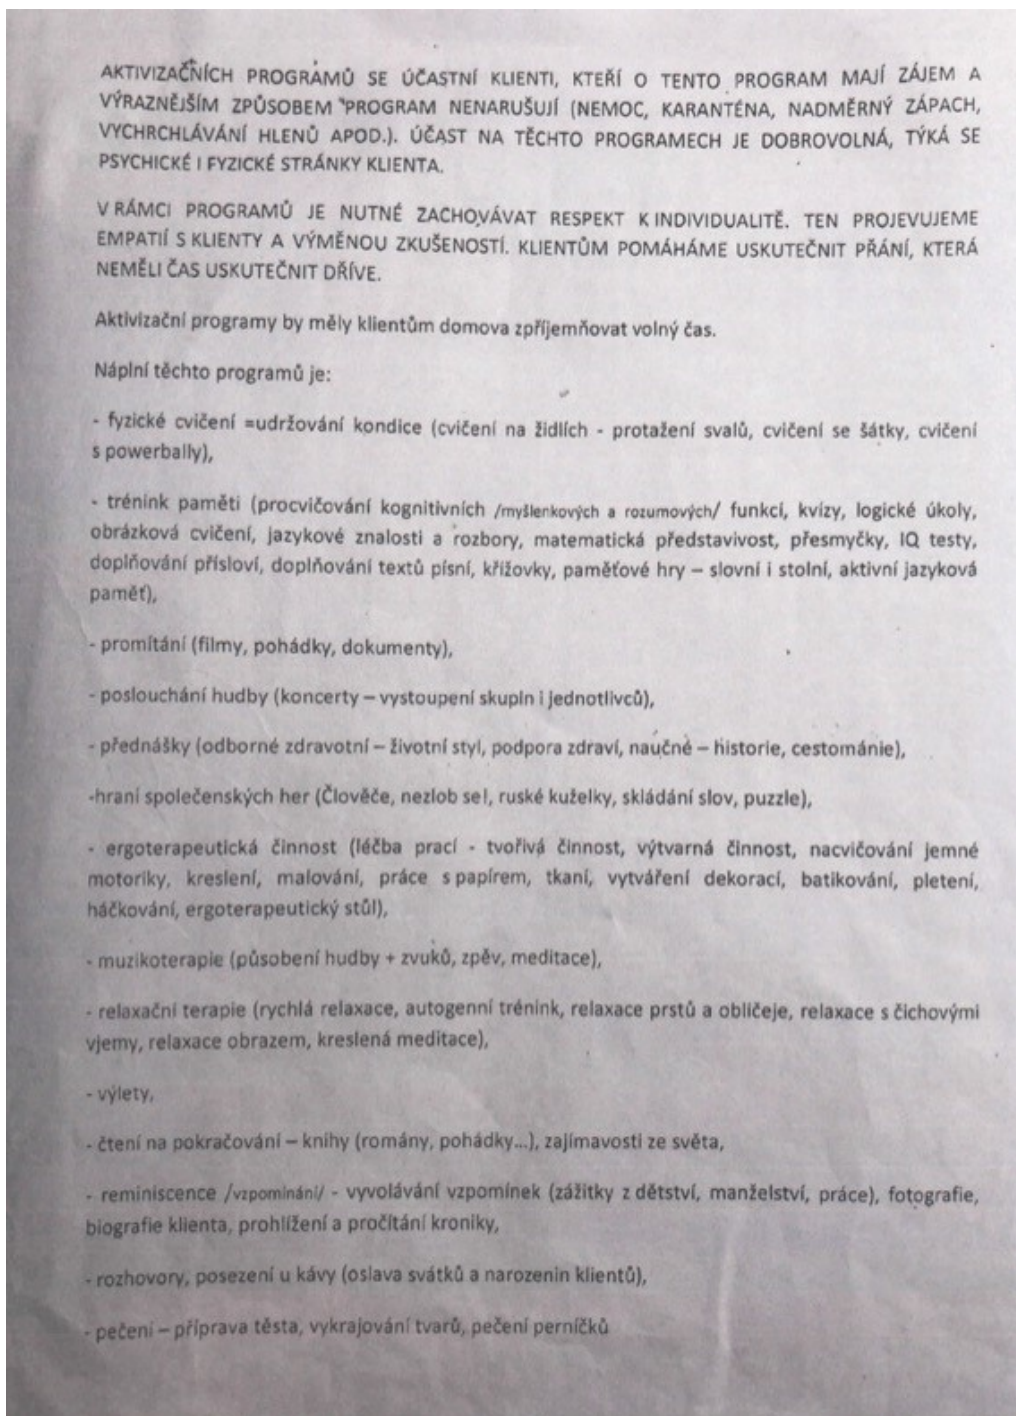 AKTIVIZAČNÍCH PROGRAMŮ SE ÚČASTNÍ KLIENTI, KTEŘÍ O TENTO PROGRAM MAJÍ ZÁJEM A
VÝRAZNĚJŠÍM ZPŮSOBEM PROGRAM NENARUŠUJÍ (NEMOC, KARANTÉNA, NADMĚRNÝ ZÁPACH,
VYCHRCHLÁVÁNÍ HLENŮ APOD.). ÚČAST NA TĚCHTO PROGRAMECH JE DOBROVOLNÁ, TÝKÁ SE
PSYCHICKÉ I FYZICKÉ STRÁNKY KLIENTA.
V RÁMCI PROGRAMŮ JE NUTNÉ ZACHOVÁVAT RESPEKT K INDIVIDUALITĚ. TEN PROJEVUJEME
EMPATIÍ S KLIENTY A VÝMĚNOU ZKUŠENOSTÍ. KLIENTŮM POMÁHÁME USKUTEČNIT PŘÁNÍ, KTERÁ
NEMĚLI ČAS USKUTEČNIT DŘÍVE.
Aktivizační programy by měly klientům domova zpříjemňovat volný čas.
Náplní těchto programů je:
- fyzické cvičení =udržování kondice (cvičení na židlích - protažení svalů, cvičení se šátky, cvičení
s powerbally),
- trénink paměti (procvičování kognitivních /myšlenkových a rozumových/ funkcí, kvízy, logické úkoly,
obrázková cvičení, jazykové znalosti a rozbory, matematická představivost, přesmyčky, IQ testy,
doplňování přísloví, doplňování textů písní, křížovky, paměťové hry – slovní i stolní, aktivní jazyková
paměť),
- promítání (filmy, pohádky, dokumenty),
- poslouchání hudby (koncerty – vystoupení skupin i jednotlivců),
- přednášky (odborné zdravotní – životní styl, podpora zdraví, naučné – historie, cestománie),
-hraní společenských her (Člověče, nezlob se!, ruské kuželky, skládání slov, puzzle),
- ergoterapeutická činnost (léčba prací - tvořivá činnost, výtvarná činnost, nacvičování jemné
motoriky, kreslení, malování, práce s papírem, tkaní, vytváření dekorací, batikování, pletení,
háčkování, ergoterapeutický stůl),
- muzikoterapie (působení hudby + zvuků, zpěv, meditace),
- relaxační terapie (rychlá relaxace, autogenní trénink, relaxace prstů a obličeje, relaxace s čichovými
vjemy, relaxace obrazem, kreslená meditace),
- výlety,
- čtení na pokračování – knihy (romány, pohádky...), zajímavosti ze světa,
- reminiscence /vzpomínání/ - vyvolávání vzpomínek (zážitky z dětství, manželství, práce), fotografie,
biografie klienta, prohlížení a pročítání kroniky,
- rozhovory, posezení u kávy (oslava svátků a narozenin klientů),
- pečení – příprava těsta, vykrajování tvarů, pečení perníčků